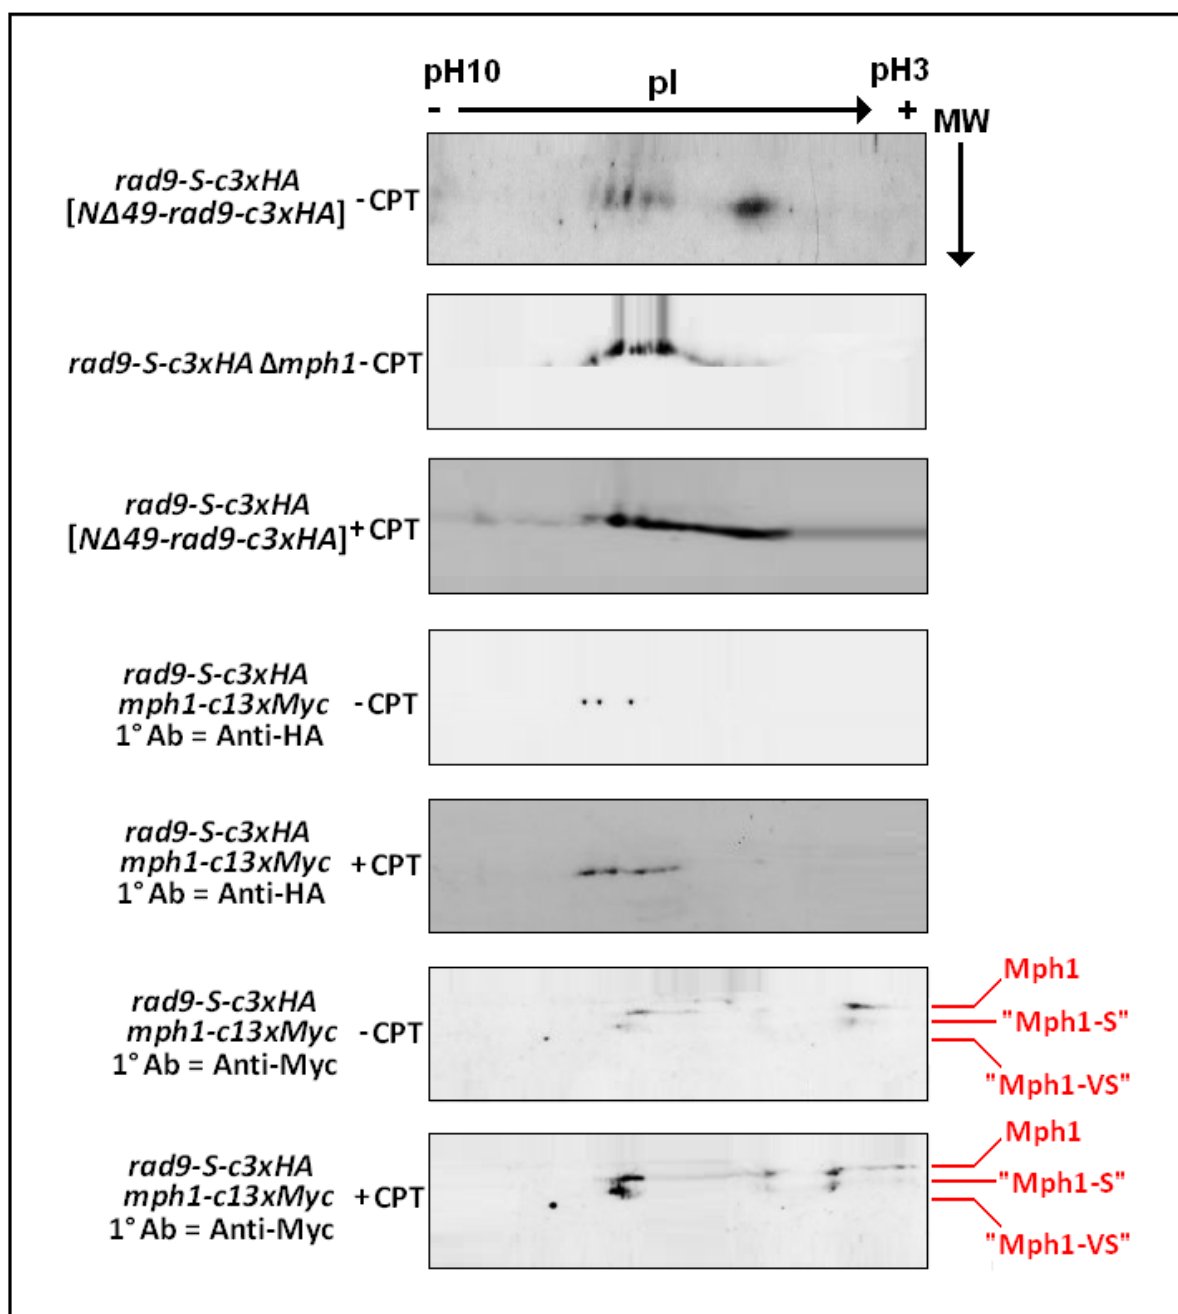 pH10 pI pH3
- +
MW
rad9-S-c3xHA
[NΔ49-rad9-c3xHA] -CPT
rad9-S-c3xHA Δmph1-CPT
rad9-S-c3xHA
[NΔ49-rad9-c3xHA]+CPT
rad9-S-c3xHA
mph1-c13xMyc -CPT
1°Ab = Anti-HA
rad9-S-c3xHA
mph1-c13xMyc +CPT
1°Ab = Anti-HA
rad9-S-c3xHA
mph1-c13xMyc -CPT
1°Ab = Anti-Myc
Mph1
"Mph1-S"
"Mph1-VS"
rad9-S-c3xHA
mph1-c13xMyc +CPT
1°Ab = Anti-Myc
Mph1
"Mph1-S"
"Mph1-VS"